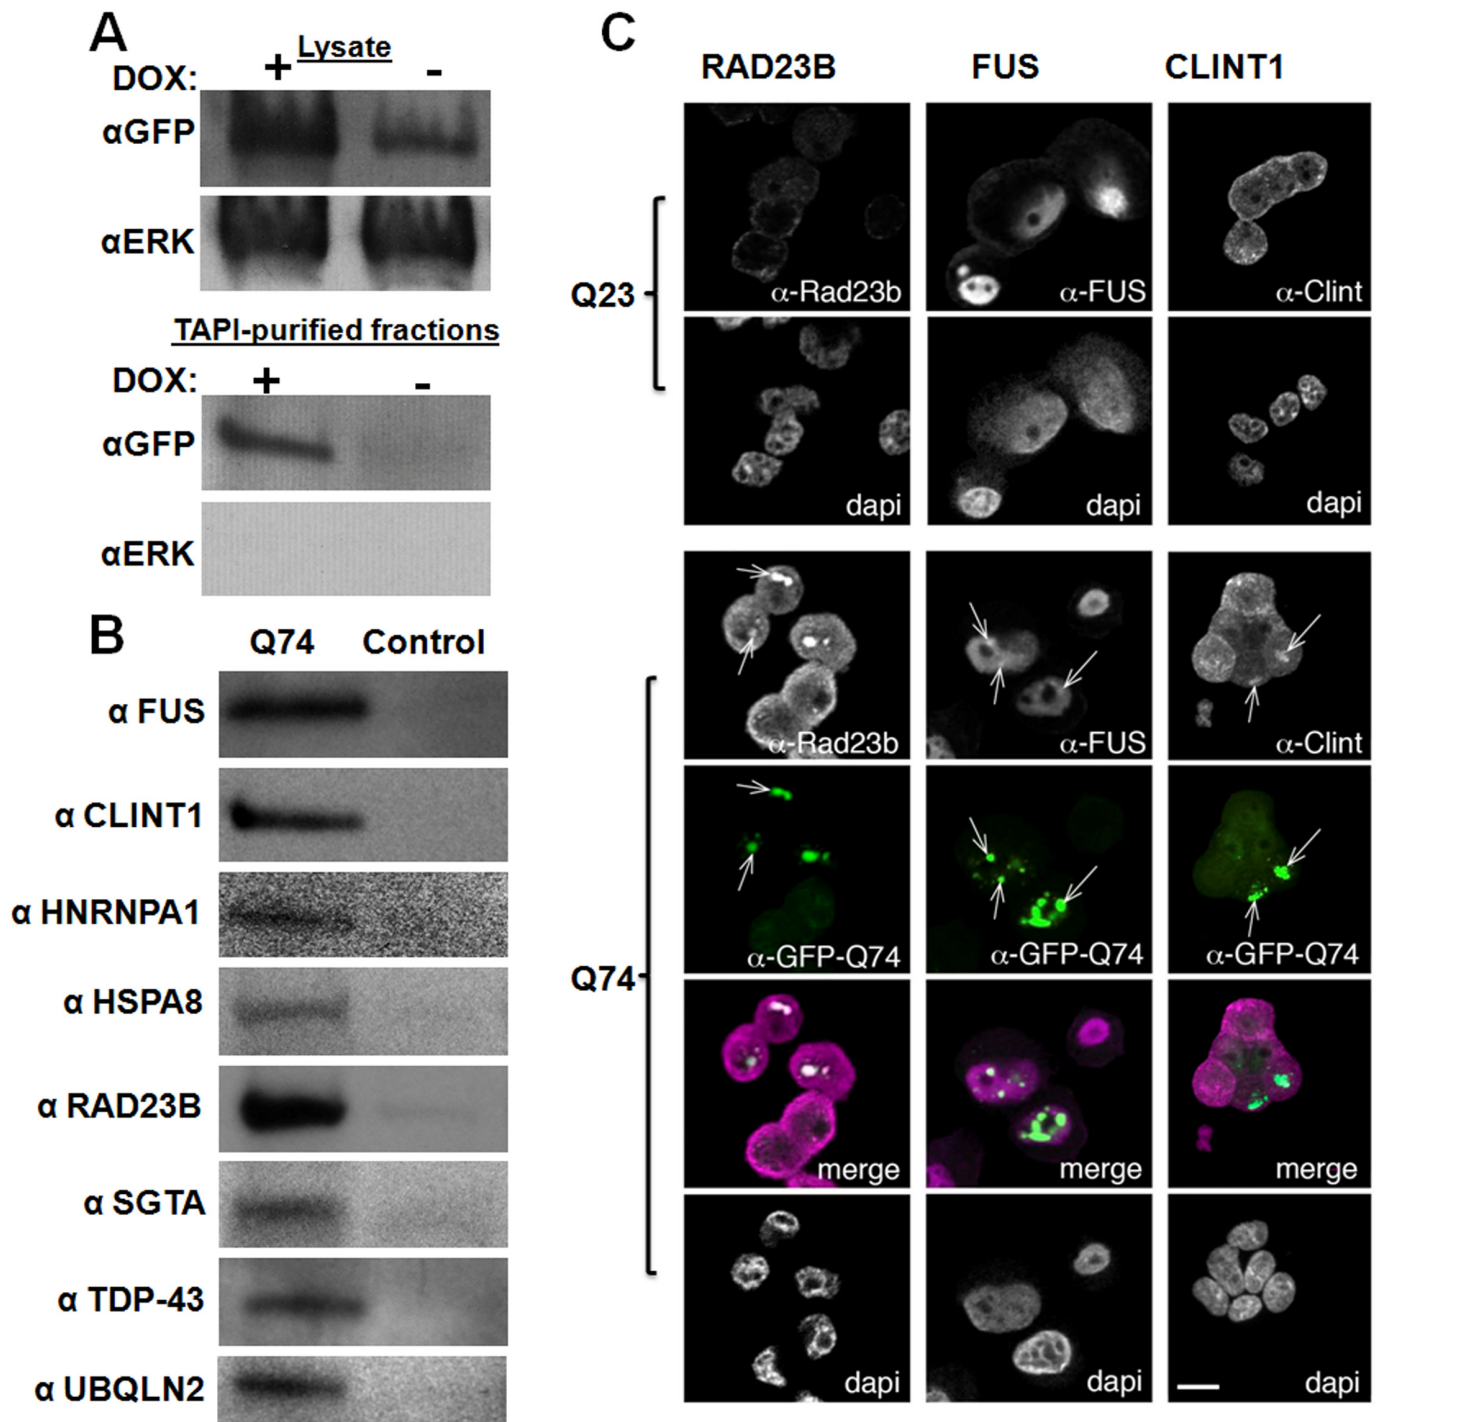 A
Lysate
DOX: + -
αGFP
αERK
TAPI-purified fractions
DOX: + -
αGFP
αERK
B
Q74 Control
α FUS
α CLINT1
α HNRNPA1
α HSPA8
α RAD23B
α SGTA
α TDP-43
α UBQLN2
C
RAD23B FUS CLINT1
Q23
α-Rad23b α-FUS α-Clint
dapi dapi dapi
Q74
α-Rad23b α-FUS α-Clint
α-GFP-Q74 α-GFP-Q74 α-GFP-Q74
merge merge merge
dapi dapi dapi